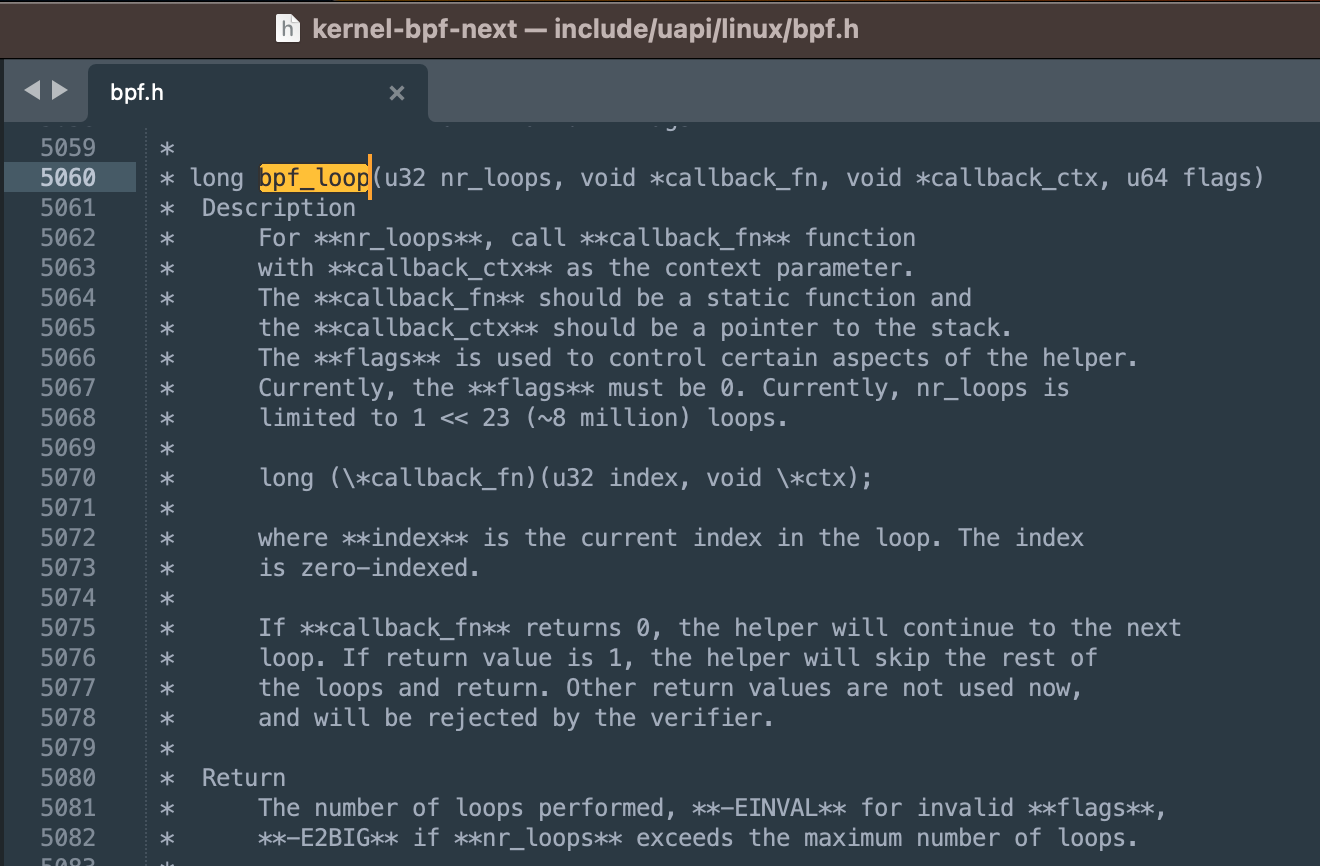 kernel-bpf-next — include/uapi/linux/bpf.h
bpf.h ×
5059 *
5060 * long bpf_loop(u32 nr_loops, void *callback_fn, void *callback_ctx, u64 flags)
5061 * Description
5062 * For **nr_loops**, call **callback_fn** function
5063 * with **callback_ctx** as the context parameter.
5064 * The **callback_fn** should be a static function and
5065 * the **callback_ctx** should be a pointer to the stack.
5066 * The **flags** is used to control certain aspects of the helper.
5067 * Currently, the **flags** must be 0. Currently, nr_loops is
5068 * limited to 1 << 23 (~8 million) loops.
5069 *
5070 * long (\*callback_fn)(u32 index, void \*ctx);
5071 *
5072 * where **index** is the current index in the loop. The index
5073 * is zero-indexed.
5074 *
5075 * If **callback_fn** returns 0, the helper will continue to the next
5076 * loop. If return value is 1, the helper will skip the rest of
5077 * the loops and return. Other return values are not used now,
5078 * and will be rejected by the verifier.
5079 *
5080 * Return
5081 * The number of loops performed, **-EINVAL** for invalid **flags**,
5082 * **-E2BIG** if **nr_loops** exceeds the maximum number of loops.
5083 *